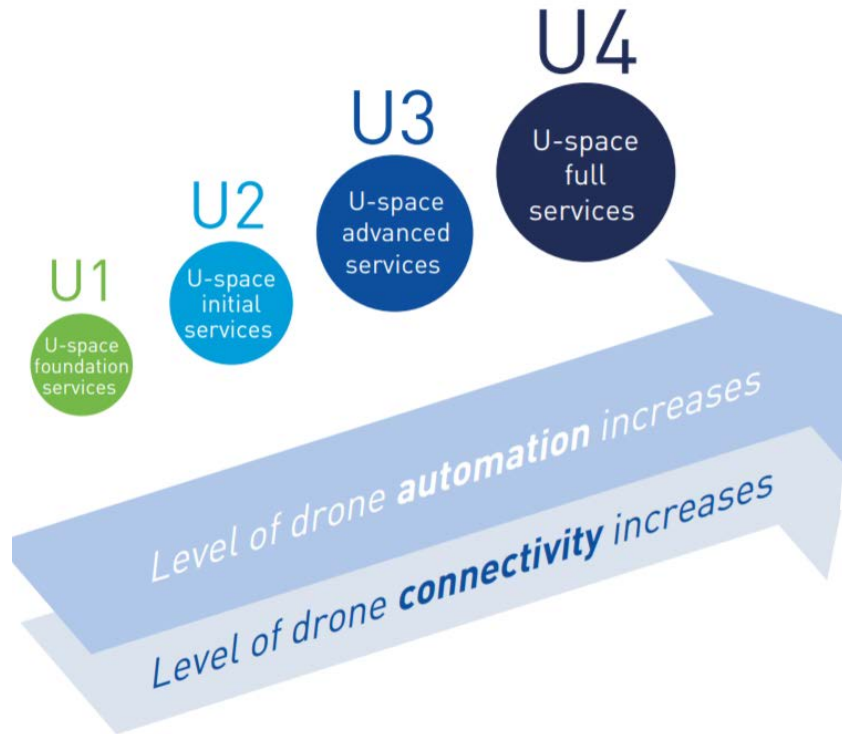 U1
U-space
foundation
services
U2
U-space
initial
services
U3
U-space
advanced
services
U4
U-space
full
services
Level of drone automation increases
Level of drone connectivity increases